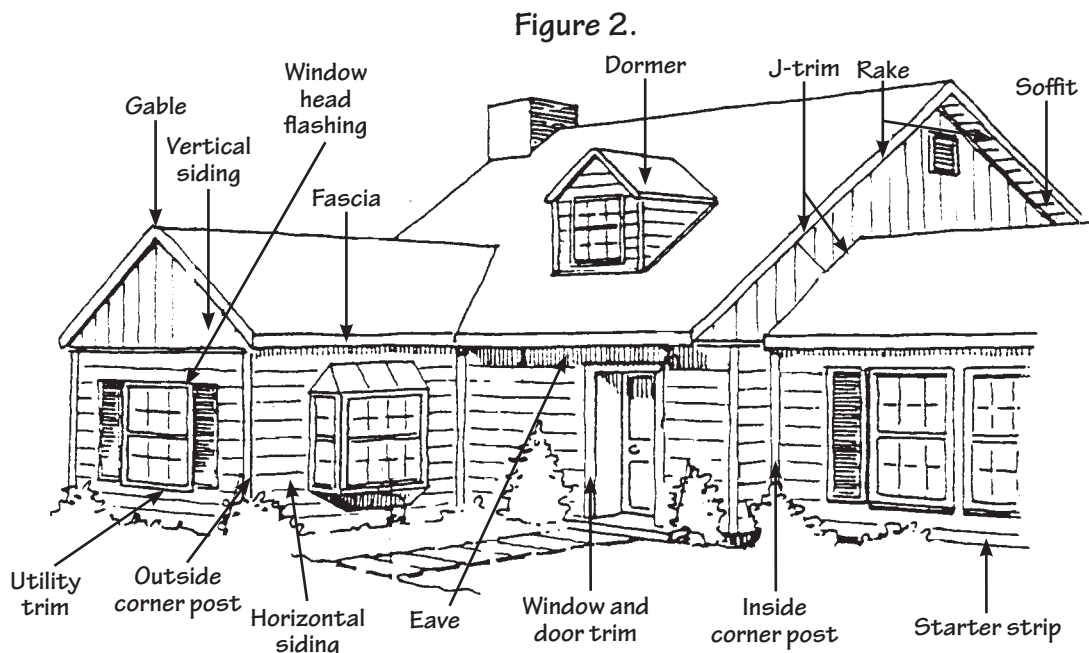 Figure 2.
Window
head
flashing
Dormer
J-trim
Rake
Soffit
Gable
Vertical
siding
Fascia
Utility
trim
Outside
corner post
Horizontal
siding
Eave
Window and
door trim
Inside
corner post
Starter strip